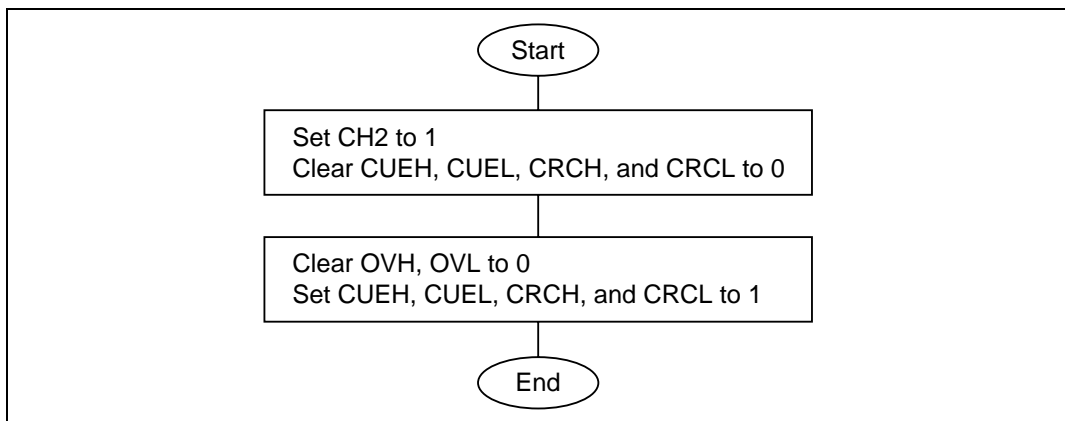 Start
Set CH2 to 1
Clear CUEH, CUEL, CRCH, and CRCL to 0
Clear OVH, OVL to 0
Set CUEH, CUEL, CRCH, and CRCL to 1
End